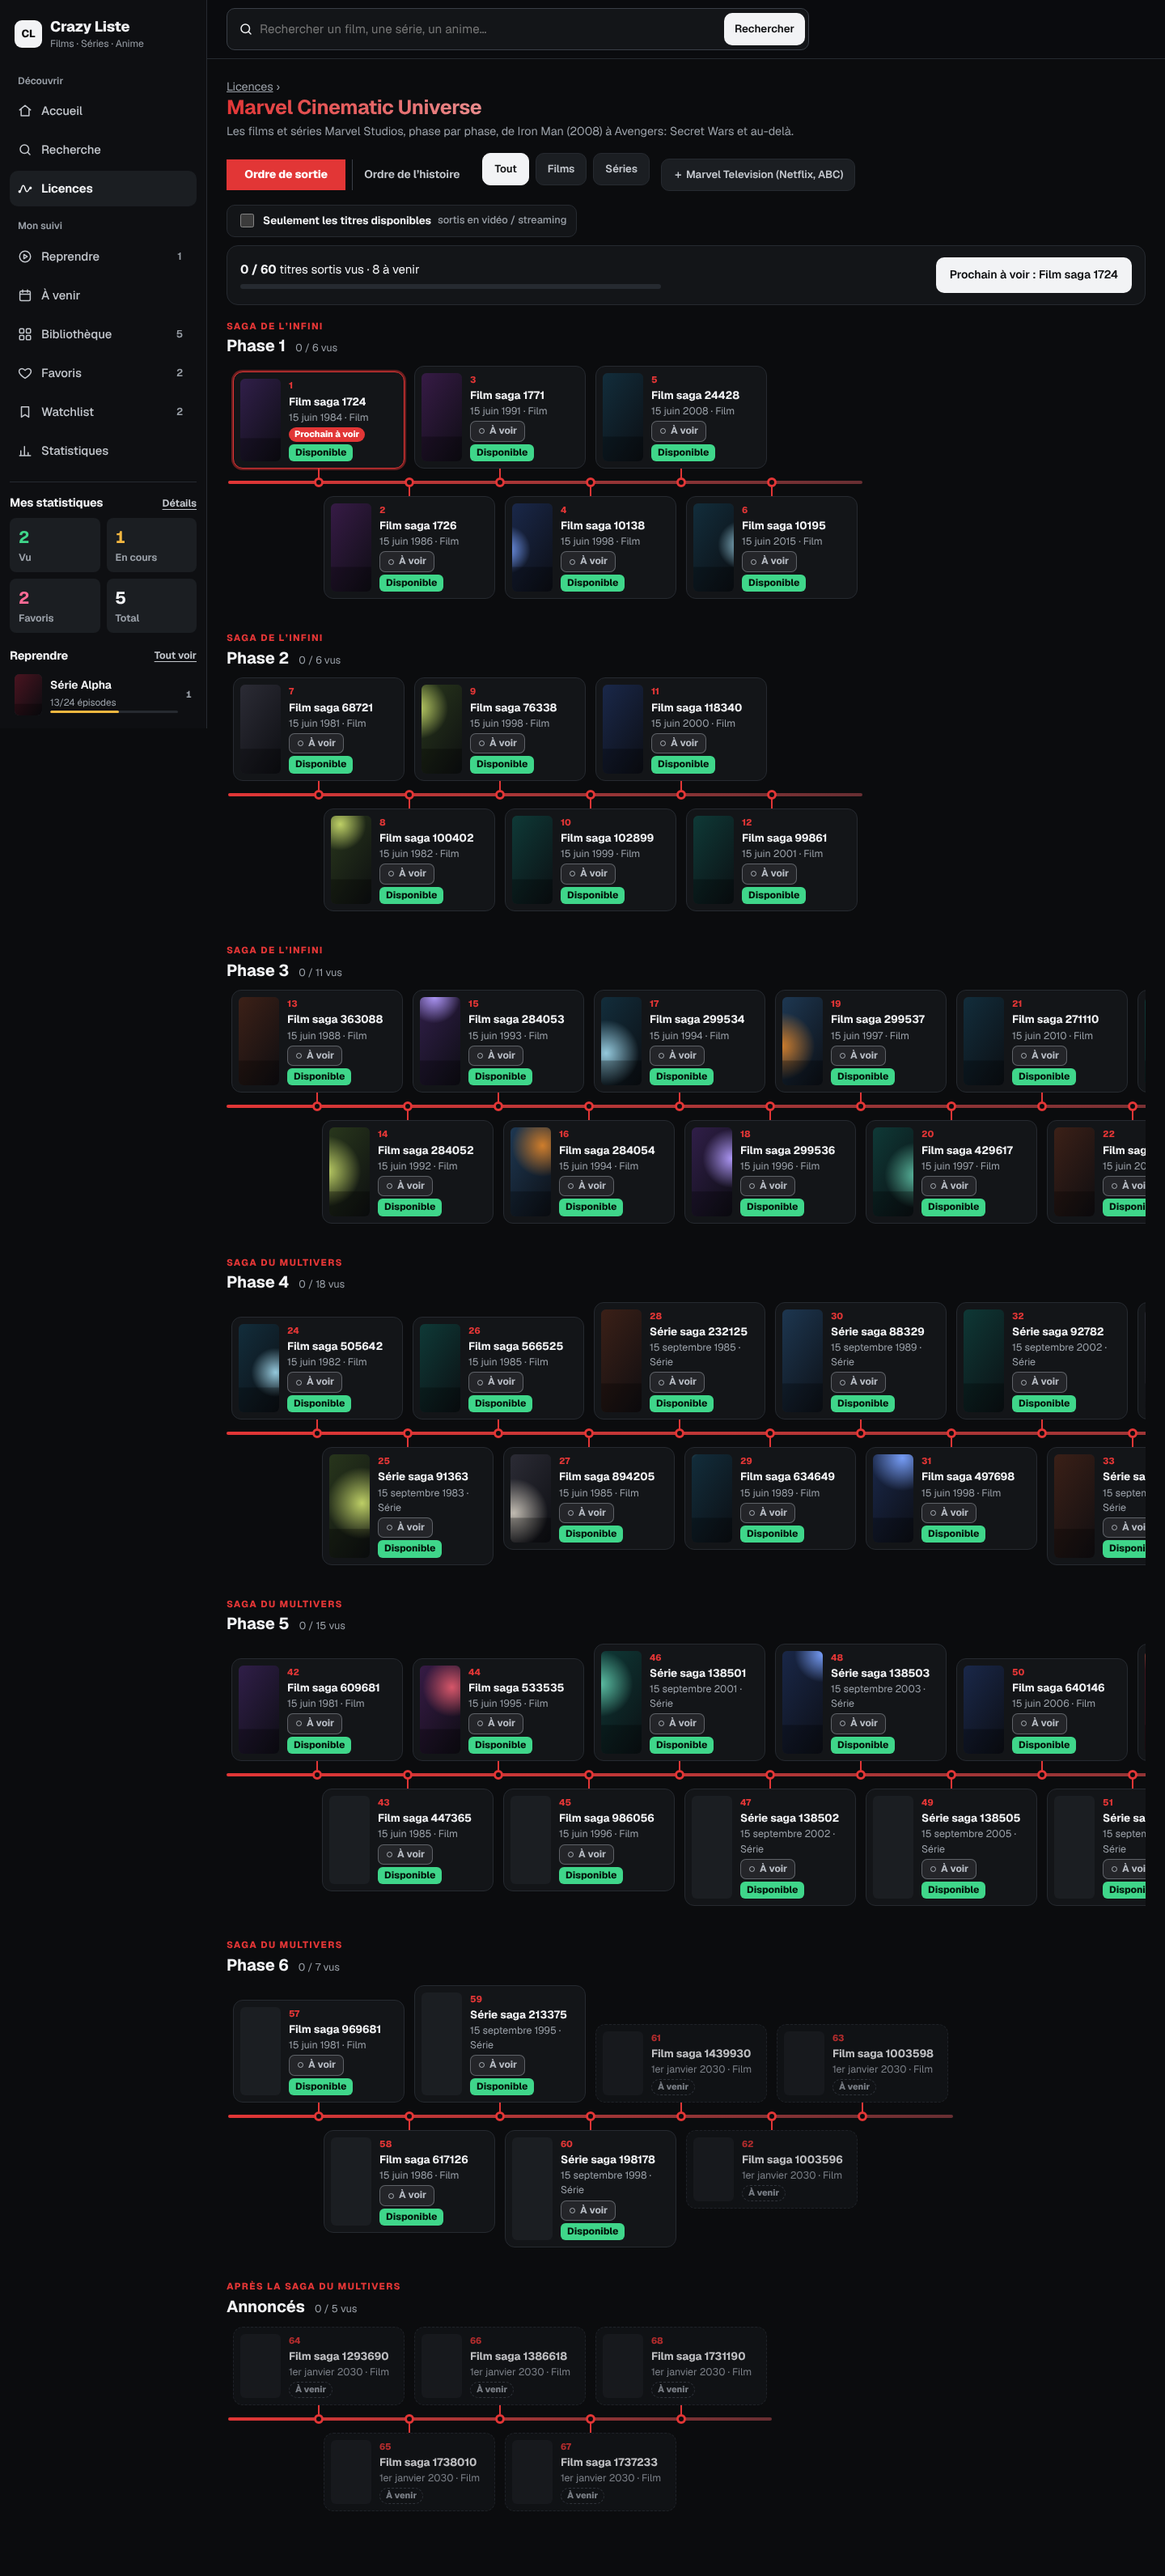 CL
Crazy Liste
Films · Séries · Anime
Découvrir
Accueil
Recherche
Licences
Mon suivi
Reprendre 1
À venir
Bibliothèque 5
Favoris 2
Watchlist 2
Statistiques
Mes statistiques Détails
2
Vu
1
En cours
2
Favoris
5
Total
Reprendre Tout voir
Série Alpha
13/24 épisodes
1
Rechercher un film, une série, un anime...
Rechercher
Licences ›
Marvel Cinematic Universe
Les films et séries Marvel Studios, phase par phase, de Iron Man (2008) à Avengers: Secret Wars et au-delà.
Ordre de sortie
Ordre de l'histoire
Tout
Films
Séries
+ Marvel Television (Netflix, ABC)
Seulement les titres disponibles sortis en vidéo / streaming
0 / 60 titres sortis vus · 8 à venir
Prochain à voir : Film saga 1724
SAGA DE L'INFINI
Phase 1 0 / 6 vus
1
Film saga 1724
15 juin 1984 · Film
Prochain à voir
Disponible
3
Film saga 1771
15 juin 1991 · Film
À voir
Disponible
5
Film saga 24428
15 juin 2008 · Film
À voir
Disponible
2
Film saga 1726
15 juin 1986 · Film
À voir
Disponible
4
Film saga 10138
15 juin 1998 · Film
À voir
Disponible
6
Film saga 10195
15 juin 2015 · Film
À voir
Disponible
SAGA DE L'INFINI
Phase 2 0 / 6 vus
7
Film saga 68721
15 juin 1981 · Film
À voir
Disponible
9
Film saga 76338
15 juin 1998 · Film
À voir
Disponible
11
Film saga 118340
15 juin 2000 · Film
À voir
Disponible
8
Film saga 100402
15 juin 1982 · Film
À voir
Disponible
10
Film saga 102899
15 juin 1999 · Film
À voir
Disponible
12
Film saga 99861
15 juin 2001 · Film
À voir
Disponible
SAGA DE L'INFINI
Phase 3 0 / 11 vus
13
Film saga 363088
15 juin 1988 · Film
À voir
Disponible
15
Film saga 284053
15 juin 1993 · Film
À voir
Disponible
17
Film saga 299534
15 juin 1994 · Film
À voir
Disponible
19
Film saga 299537
15 juin 1997 · Film
À voir
Disponible
21
Film saga 271110
15 juin 2010 · Film
À voir
Disponible
14
Film saga 284052
15 juin 1992 · Film
À voir
Disponible
16
Film saga 284054
15 juin 1994 · Film
À voir
Disponible
18
Film saga 299536
15 juin 1996 · Film
À voir
Disponible
20
Film saga 429617
15 juin 1997 · Film
À voir
Disponible
22
Film sag
15 juin 20
À voi
Disponi
SAGA DU MULTIVERS
Phase 4 0 / 18 vus
24
Film saga 505642
15 juin 1982 · Film
À voir
Disponible
26
Film saga 566525
15 juin 1985 · Film
À voir
Disponible
28
Série saga 232125
15 septembre 1985 ·
Série
À voir
Disponible
30
Série saga 88329
15 septembre 1989 ·
Série
À voir
Disponible
32
Série saga 92782
15 septembre 2002 ·
Série
À voir
Disponible
25
Série saga 91363
15 septembre 1983 ·
Série
À voir
Disponible
27
Film saga 894205
15 juin 1985 · Film
À voir
Disponible
29
Film saga 634649
15 juin 1989 · Film
À voir
Disponible
31
Film saga 497698
15 juin 1998 · Film
À voir
Disponible
33
Série sa
15 septem
Série
À voi
Disponi
SAGA DU MULTIVERS
Phase 5 0 / 15 vus
42
Film saga 609681
15 juin 1981 · Film
À voir
Disponible
44
Film saga 533535
15 juin 1995 · Film
À voir
Disponible
46
Série saga 138501
15 septembre 2001 ·
Série
À voir
Disponible
48
Série saga 138503
15 septembre 2003 ·
Série
À voir
Disponible
50
Film saga 640146
15 juin 2006 · Film
À voir
Disponible
43
Film saga 447365
15 juin 1985 · Film
À voir
Disponible
45
Film saga 986056
15 juin 1996 · Film
À voir
Disponible
47
Série saga 138502
15 septembre 2002 ·
Série
À voir
Disponible
49
Série saga 138505
15 septembre 2005 ·
Série
À voir
Disponible
51
Série sa
15 septem
Série
À voi
Disponi
SAGA DU MULTIVERS
Phase 6 0 / 7 vus
57
Film saga 969681
15 juin 1981 · Film
À voir
Disponible
59
Série saga 213375
15 septembre 1995 ·
Série
À voir
Disponible
61
Film saga 1439930
1er janvier 2030 · Film
À venir
63
Film saga 1003598
1er janvier 2030 · Film
À venir
58
Film saga 617126
15 juin 1986 · Film
À voir
Disponible
60
Série saga 198178
15 septembre 1998 ·
Série
À voir
Disponible
62
Film saga 1003596
1er janvier 2030 · Film
À venir
APRÈS LA SAGA DU MULTIVERS
Annoncés 0 / 5 vus
64
Film saga 1293690
1er janvier 2030 · Film
À venir
66
Film saga 1386618
1er janvier 2030 · Film
À venir
68
Film saga 1731190
1er janvier 2030 · Film
À venir
65
Film saga 1738010
1er janvier 2030 · Film
À venir
67
Film saga 1737233
1er janvier 2030 · Film
À venir